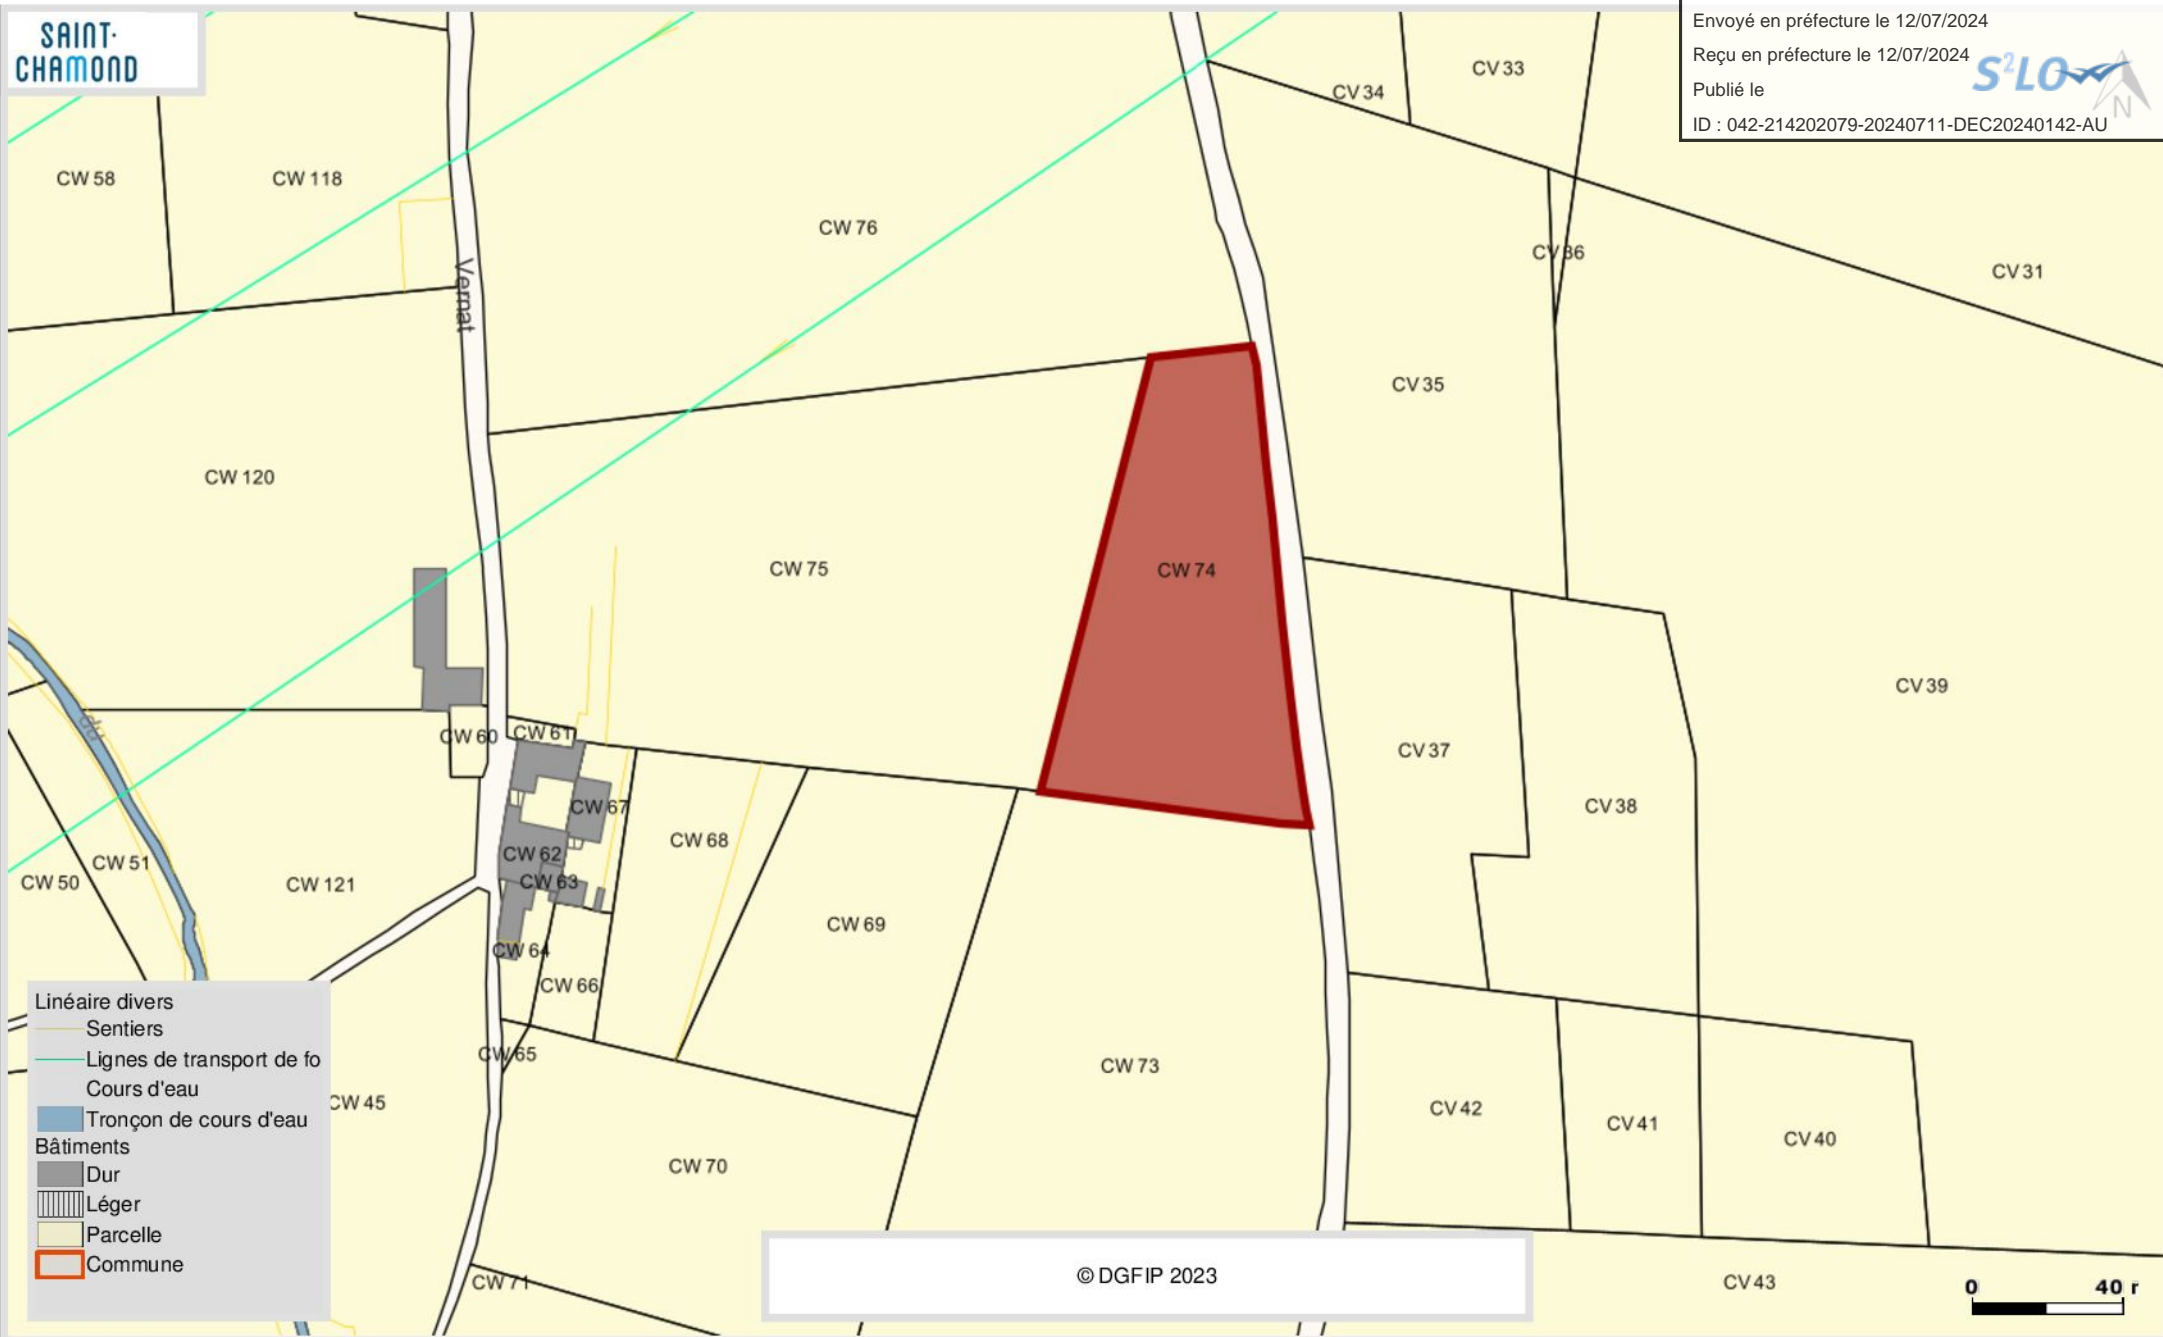 SAINT-
CHAMOND
Envoyé en préfecture le 12/07/2024
Reçu en préfecture le 12/07/2024
Publié le
ID : 042-214202079-20240711-DEC20240142-AU
S²LO
N
CV 33
CV 34
CW 58
CW 118
CW 76
CV 36
CV 31
Vernat
CV 35
CW 120
CW 75
CW 74
CV 39
du
CW 60
CW 61
CV 37
CW 67
CV 38
CW 68
CW 62
CW 51
CW 50
CW 121
CW 63
CW 69
CW 64
CW 66
CW 65
CW 73
CW 45
CV 42
CV 41
CV 40
CW 70
CW 71
CV 43
Linéaire divers
Sentiers
Lignes de transport de fo
Cours d'eau
Tronçon de cours d'eau
Bâtiments
Dur
Léger
Parcelle
Commune
© DGFIP 2023
0 40 r